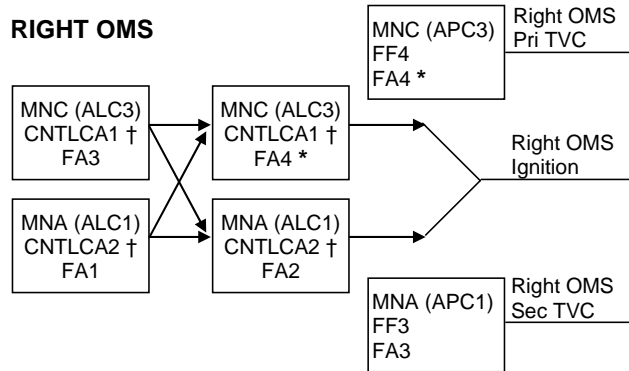 RIGHT OMS
MNC (APC3)
FF4
FA4 *
Right OMS
Pri TVC
MNC (ALC3)
CNTLCA1 †
FA3
MNC (ALC3)
CNTLCA1 †
FA4 *
Right OMS
Ignition
MNA (ALC1)
CNTLCA2 †
FA1
MNA (ALC1)
CNTLCA2 †
FA2
MNA (APC1)
FF3
FA3
Right OMS
Sec TVC